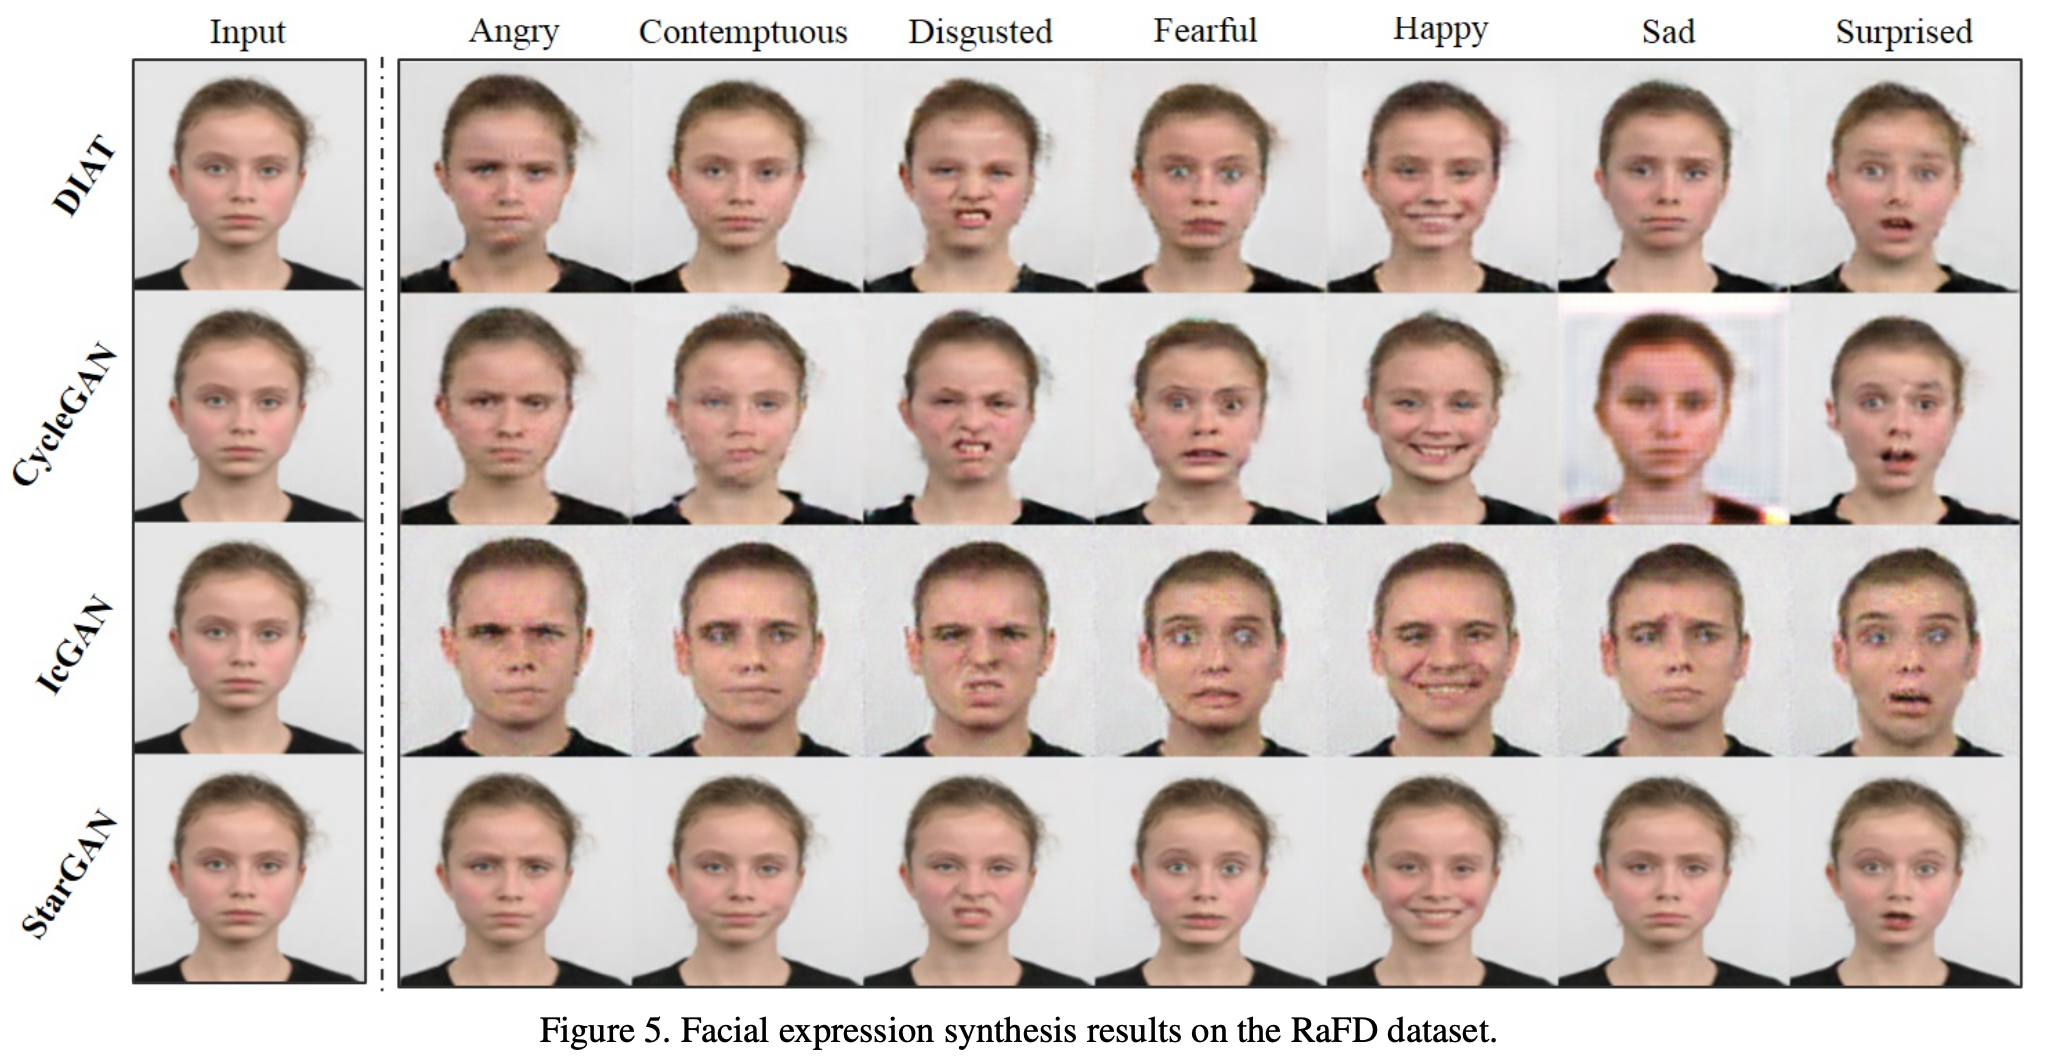 Input Angry Contemptuous Disgusted Fearful Happy Sad Surprised
DIAT
CycleGAN
IcGAN
StarGAN
Figure 5. Facial expression synthesis results on the RaFD dataset.